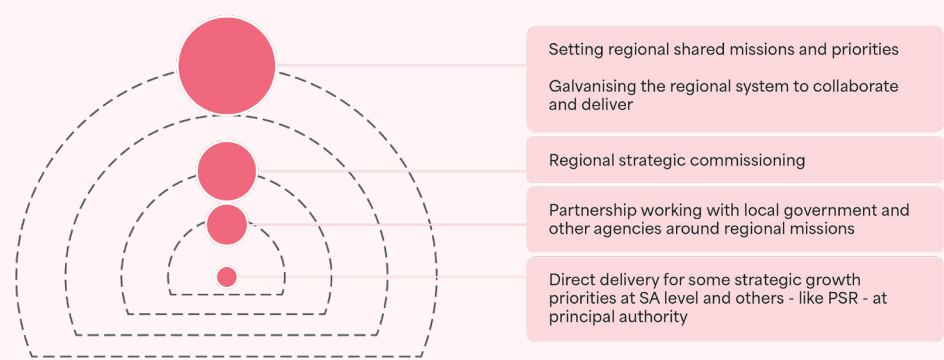 Setting regional shared missions and priorities
Galvanising the regional system to collaborate
and deliver
Regional strategic commissioning
Partnership working with local government and
other agencies around regional missions
Direct delivery for some strategic growth
priorities at SA level and others - like PSR - at
principal authority